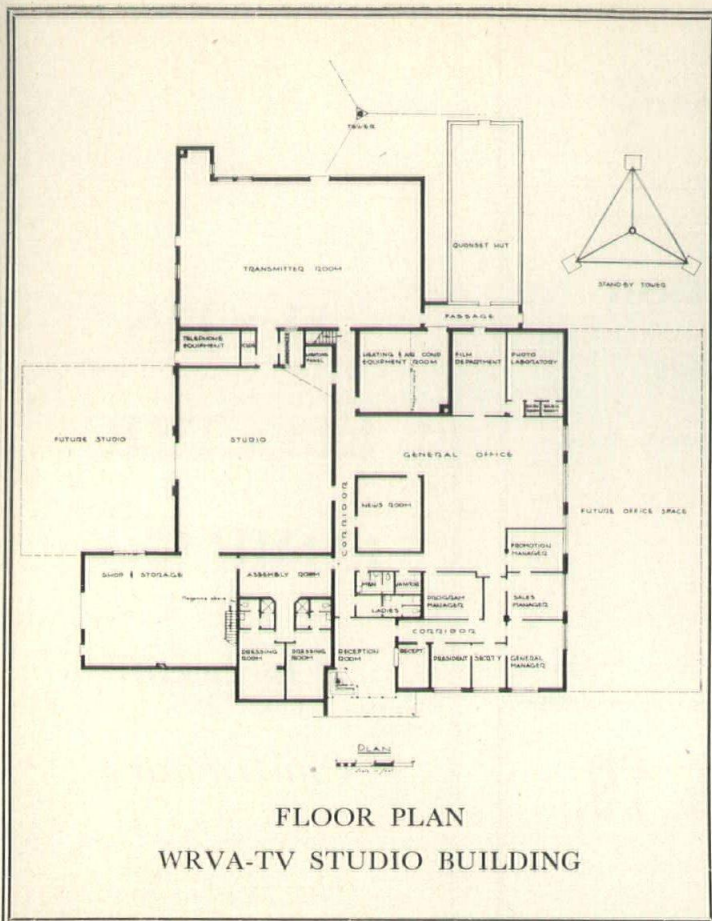 TOWER
QUONSET HUT
STAND-BY TOWER
TRANSMITTER ROOM
PASSAGE
TELEPHONE
EQUIPMENT
HEATING & AIR COND
EQUIPMENT ROOM
FILM
DEPARTMENT
PHOTO
LABORATORY
FUTURE STUDIO
STUDIO
GENERAL OFFICE
CORRIDOR
NEWS ROOM
FUTURE OFFICE SPACE
PROMOTION
MANAGER
SHOP & STORAGE
ASSEMBLY ROOM
MEN
JANITOR
LADIES
PROGRAM
MANAGER
SALES
MANAGER
CORRIDOR
DRESSING
ROOM
DRESSING
ROOM
RECEPTION
ROOM
RECEPT
PRESIDENT
SECRT'Y
GENERAL
MANAGER
PLAN
FLOOR PLAN
WRVA-TV STUDIO BUILDING